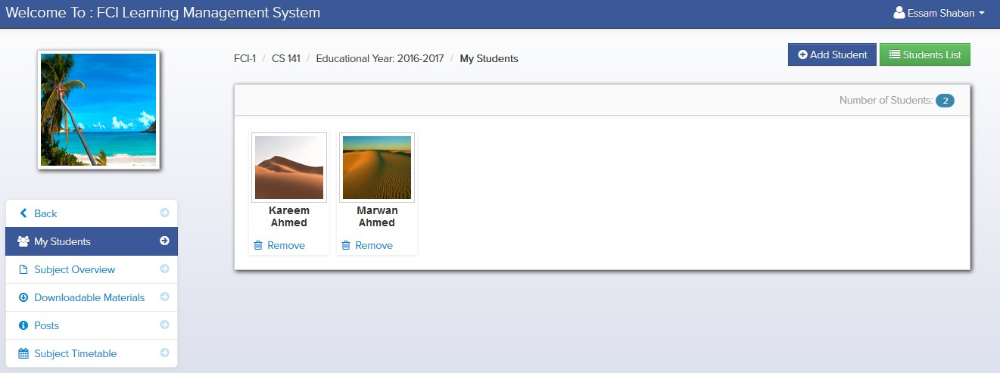 Welcome To : FCI Learning Management System
Essam Shaban
FCI-1 / CS 141 / Educational Year: 2016-2017 / My Students
Add Student
Students List
Number of Students: 2
Kareem
Ahmed
Remove
Marwan
Ahmed
Remove
Back
My Students
Subject Overview
Downloadable Materials
Posts
Subject Timetable